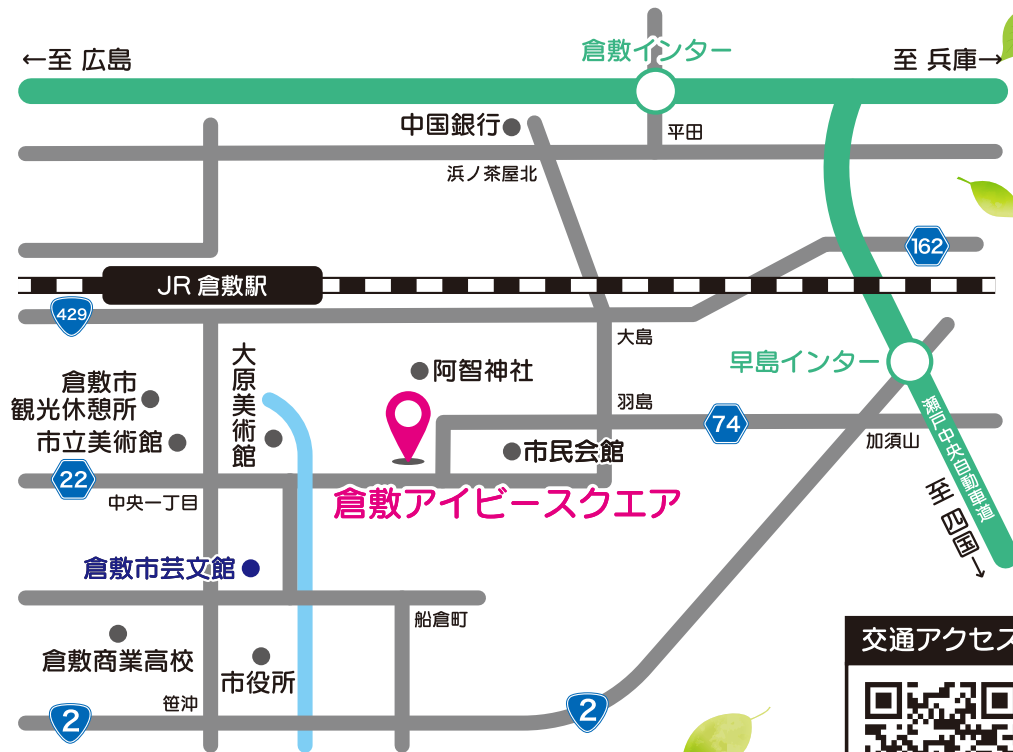 ←至 広島
倉敷インター
至 兵庫→
中国銀行
平田
浜ノ茶屋北
162
JR 倉敷駅
429
大島
大原美術館
阿智神社
早島インター
倉敷市
観光休憩所
羽島
74
瀬戸中央自動車道
市立美術館
市民会館
加須山
22
中央一丁目
倉敷アイビースクエア
至 四国→
倉敷市芸文館
船倉町
倉敷商業高校
市役所
交通アクセス
笹沖
2
2